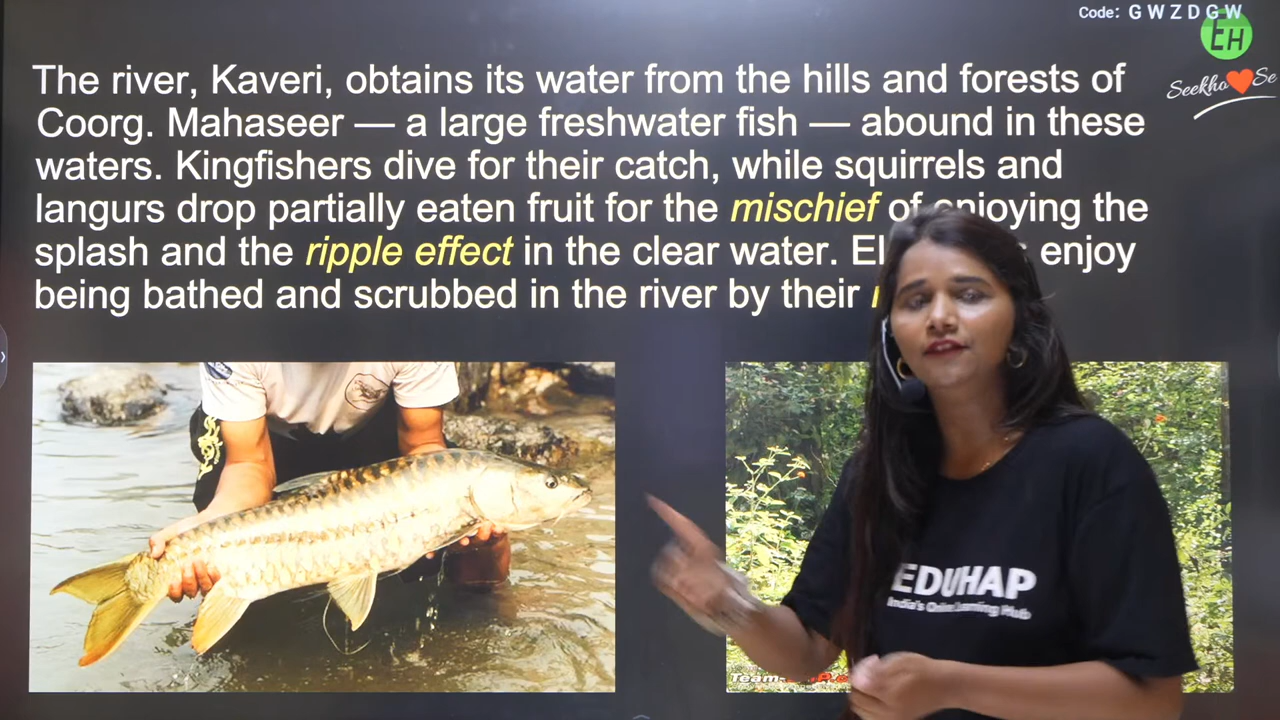 Code: G W Z D G W
EH
Seekho Se
The river, Kaveri, obtains its water from the hills and forests of
Coorg. Mahaseer — a large freshwater fish — abound in these
waters. Kingfishers dive for their catch, while squirrels and
langurs drop partially eaten fruit for the mischief of enjoying the
splash and the ripple effect in the clear water. enjoy
being bathed and scrubbed in the river by their
EDUHAP
India's Learning Hub
Team-